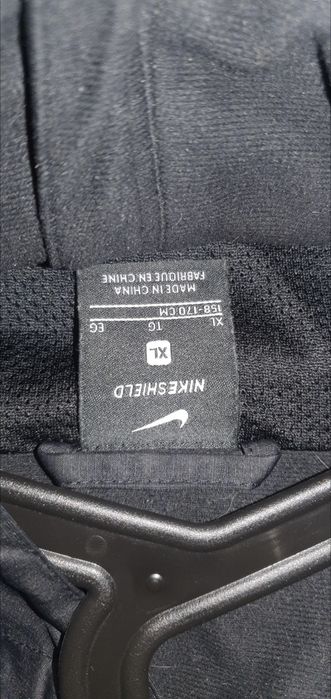 NIKESHIELD
XL
XL TG EG
158-170 CM
MADE IN CHINA
FABRIQUE EN CHINE